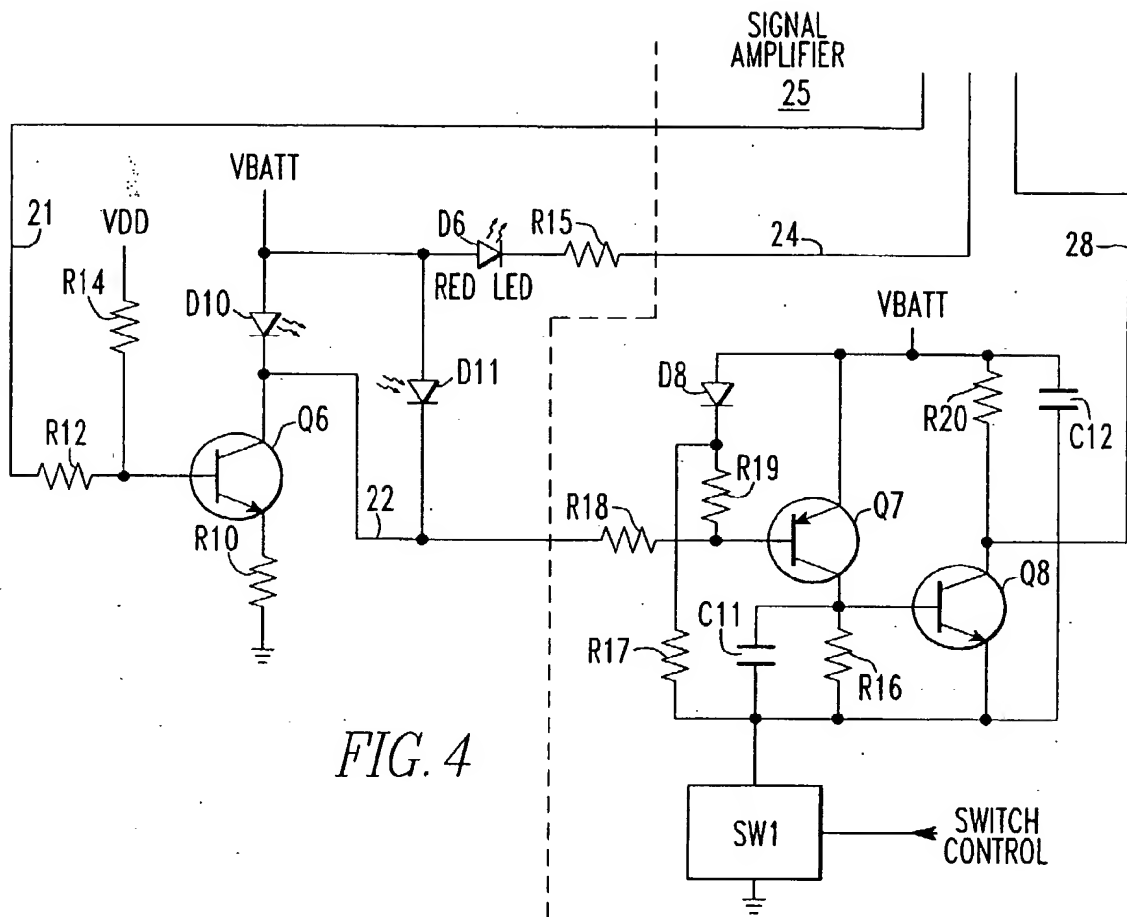 SIGNAL
AMPLIFIER
25
VBATT
21
VDD
D6
R15
24
28
R14
RED LED
D10
VBATT
D11
D8
R12
Q6
R20
C12
R19
22
R18
Q7
R10
Q8
C11
R17
R16
FIG. 4
SW1
SWITCH
CONTROL